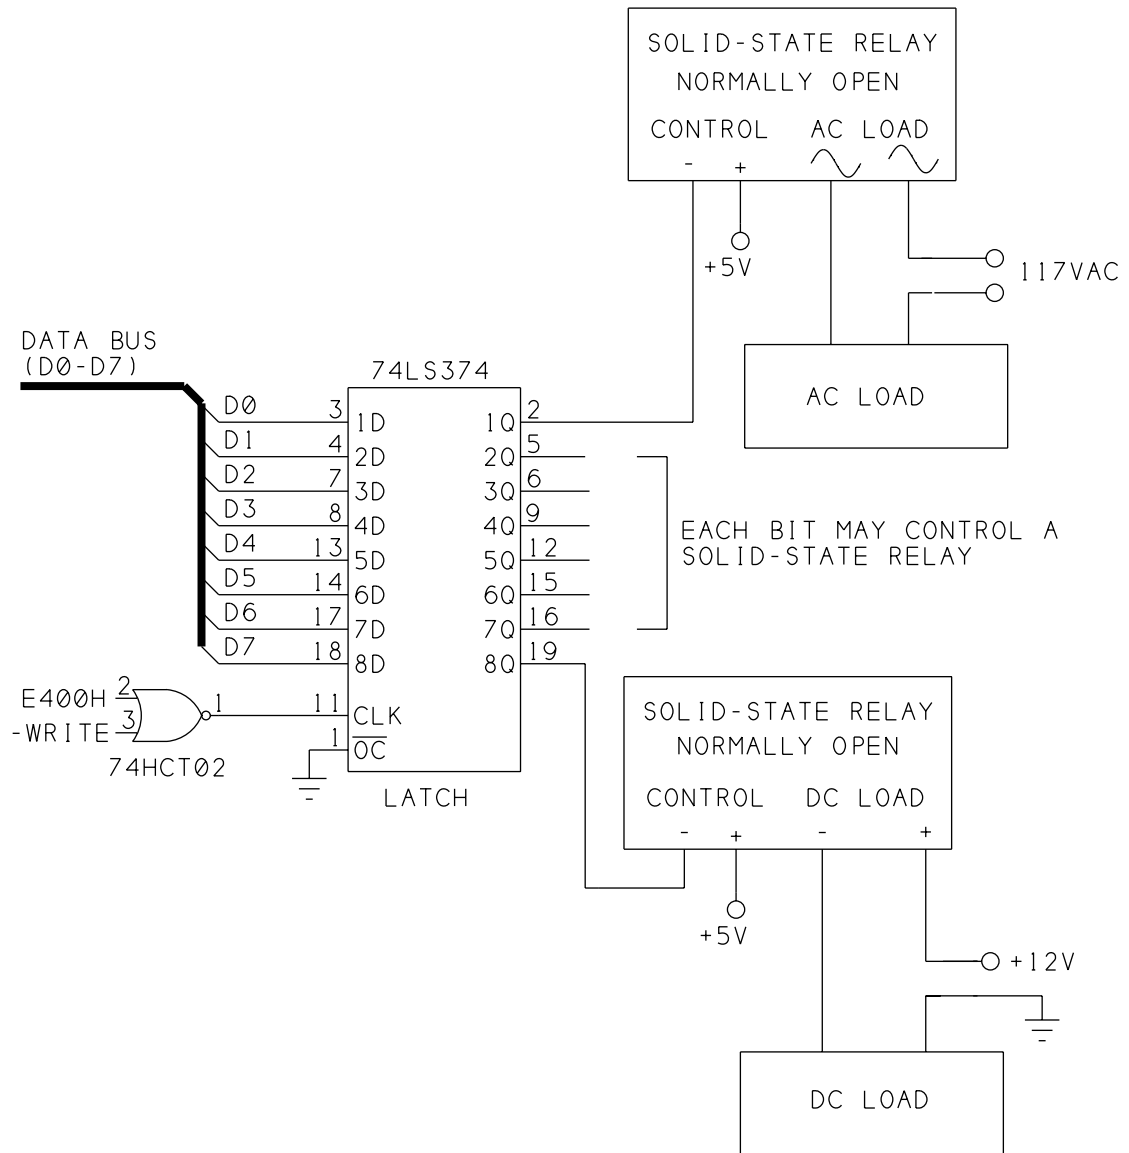 SOLID-STATE RELAY
NORMALLY OPEN
CONTROL AC LOAD
- +
+5V
117VAC
AC LOAD
DATA BUS
(D0-D7)
74LS374
D0 3 1D 1Q 2
D1 4 2D 2Q 5
D2 7 3D 3Q 6
D3 8 4D 4Q 9
D4 13 5D 5Q 12
D5 14 6D 6Q 15
D6 17 7D 7Q 16
D7 18 8D 8Q 19
EACH BIT MAY CONTROL A
SOLID-STATE RELAY
E400H 2 1 11 CLK
-WRITE 3 1 OC
74HCT02
LATCH
SOLID-STATE RELAY
NORMALLY OPEN
CONTROL DC LOAD
- + - +
+5V
+12V
DC LOAD